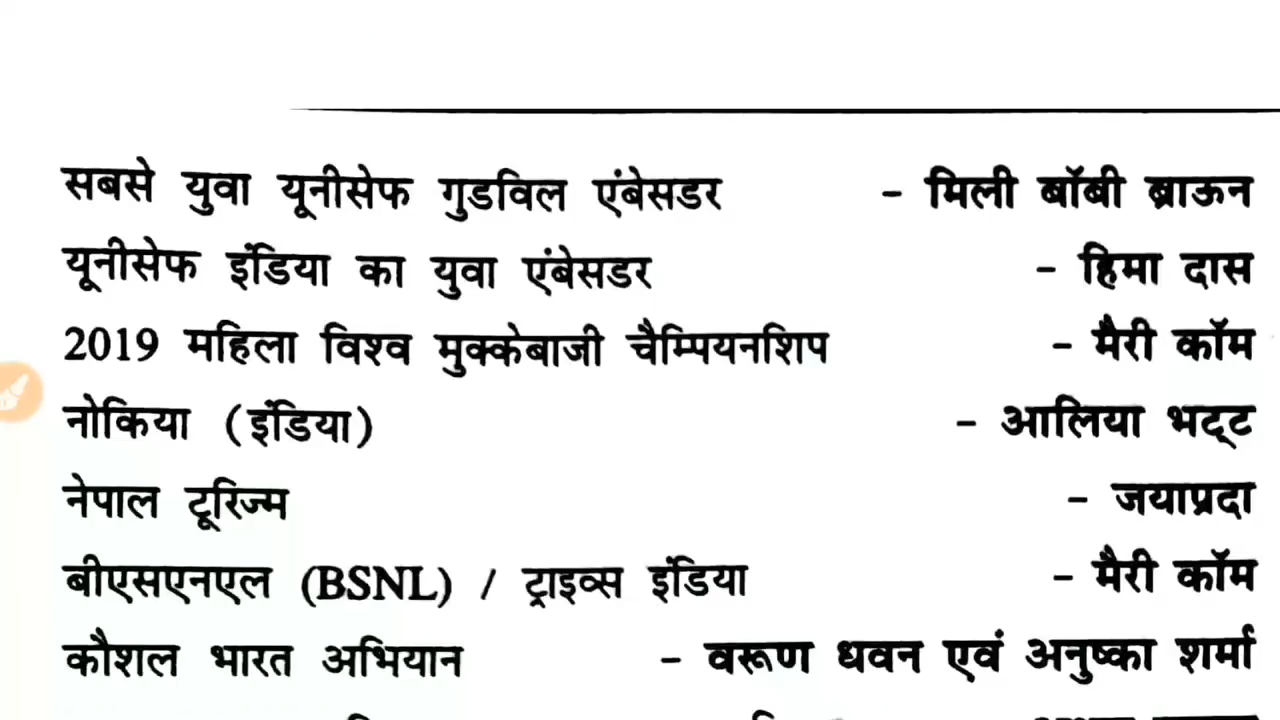 सबसे युवा यूनीसेफ गुडविल एंबेसडर - मिली बॉबी ब्राऊन
यूनीसेफ इंडिया का युवा एंबेसडर - हिमा दास
2019 महिला विश्व मुक्केबाजी चैम्पियनशिप - मैरी कॉम
नोकिया (इंडिया) - आलिया भट्ट
नेपाल टूरिज्म - जयाप्रदा
बीएसएनएल (BSNL) / ट्राइव्स इंडिया - मैरी कॉम
कौशल भारत अभियान - वरूण धवन एवं अनुष्का शर्मा